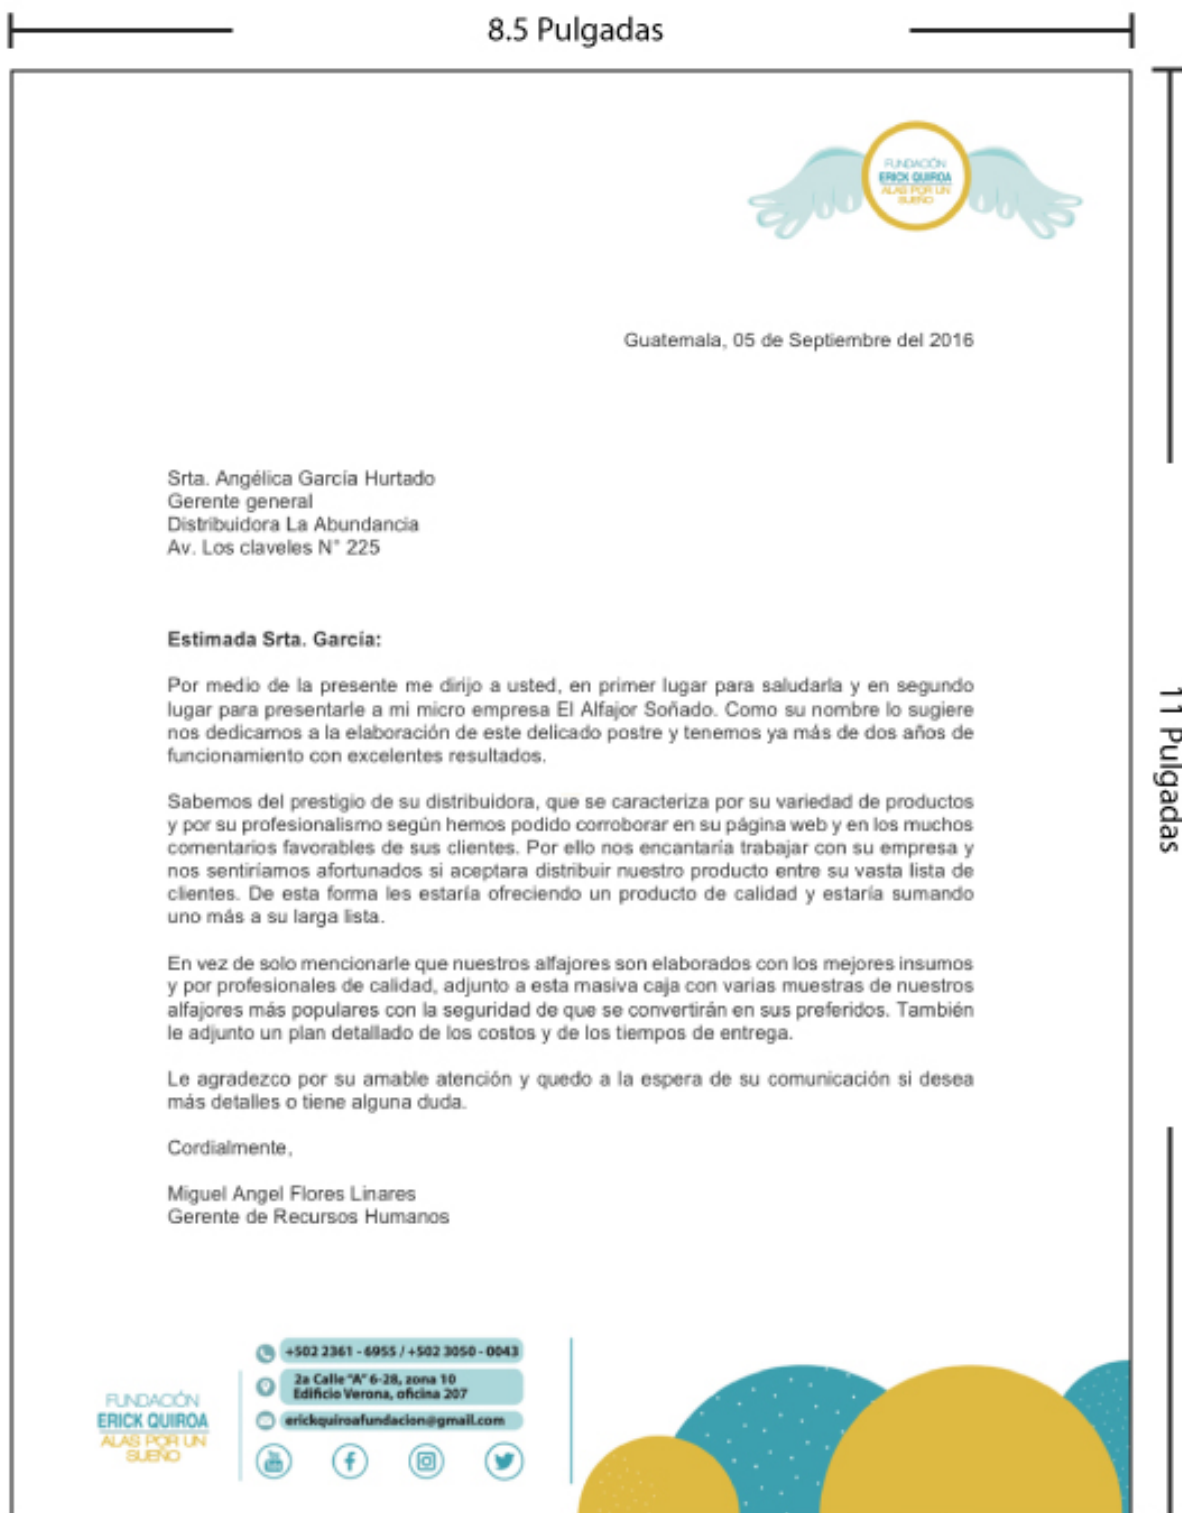 8.5 Pulgadas
FUNDACIÓN
ERICK QUIROA
ALAS POR UN
SUEÑO
Guatemala, 05 de Septiembre del 2016
Srta. Angélica García Hurtado
Gerente general
Distribuidora La Abundancia
Av. Los claveles N° 225
11 Pulgadas
Estimada Srta. García:
Por medio de la presente me dirijo a usted, en primer lugar para saludarla y en segundo
lugar para presentarle a mi micro empresa El Alfajor Soñado. Como su nombre lo sugiere
nos dedicamos a la elaboración de este delicado postre y tenemos ya más de dos años de
funcionamiento con excelentes resultados.
Sabemos del prestigio de su distribuidora, que se caracteriza por su variedad de productos
y por su profesionalismo según hemos podido corroborar en su página web y en los muchos
comentarios favorables de sus clientes. Por ello nos encantaría trabajar con su empresa y
nos sentiríamos afortunados si aceptara distribuir nuestro producto entre su vasta lista de
clientes. De esta forma les estaría ofreciendo un producto de calidad y estaría sumando
uno más a su larga lista.
En vez de solo mencionarle que nuestros alfajores son elaborados con los mejores insumos
y por profesionales de calidad, adjunto a esta masiva caja con varias muestras de nuestros
alfajores más populares con la seguridad de que se convertirán en sus preferidos. También
le adjunto un plan detallado de los costos y de los tiempos de entrega.
Le agradezco por su amable atención y quedo a la espera de su comunicación si desea
más detalles o tiene alguna duda.
Cordialmente,
Miguel Angel Flores Linares
Gerente de Recursos Humanos
FUNDACIÓN
ERICK QUIROA
ALAS POR UN
SUEÑO
+502 2361 - 6955 / +502 3050 - 0043
2a Calle "A" 6-28, zona 10
Edificio Verona, oficina 207
erickquiroafundacion@gmail.com